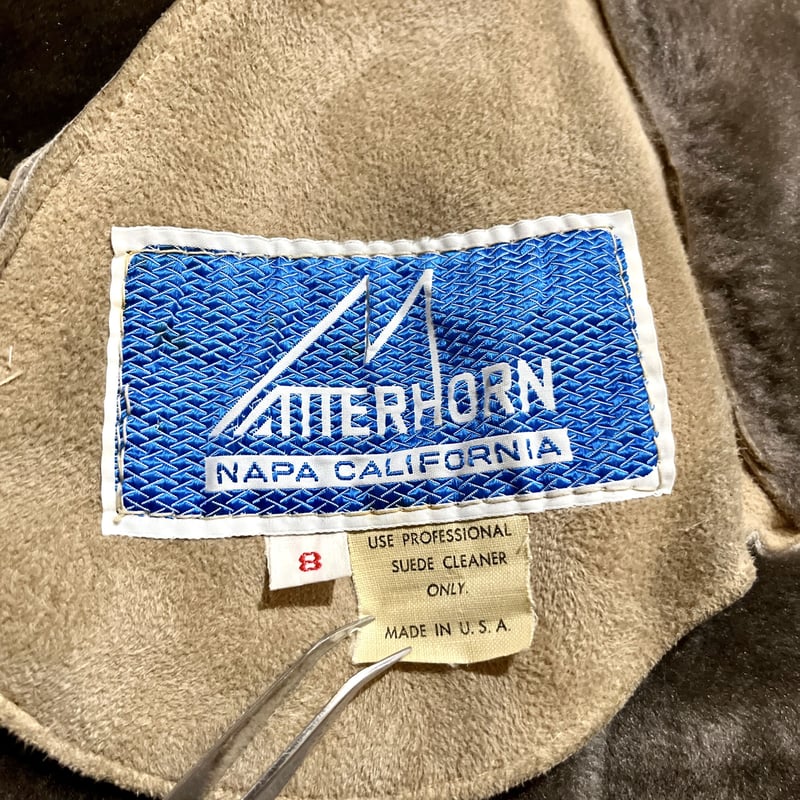 MATTERHORN
NAPA CALIFORNIA
8
USE PROFESSIONAL
SUEDE CLEANER
ONLY.
MADE IN U.S.A.